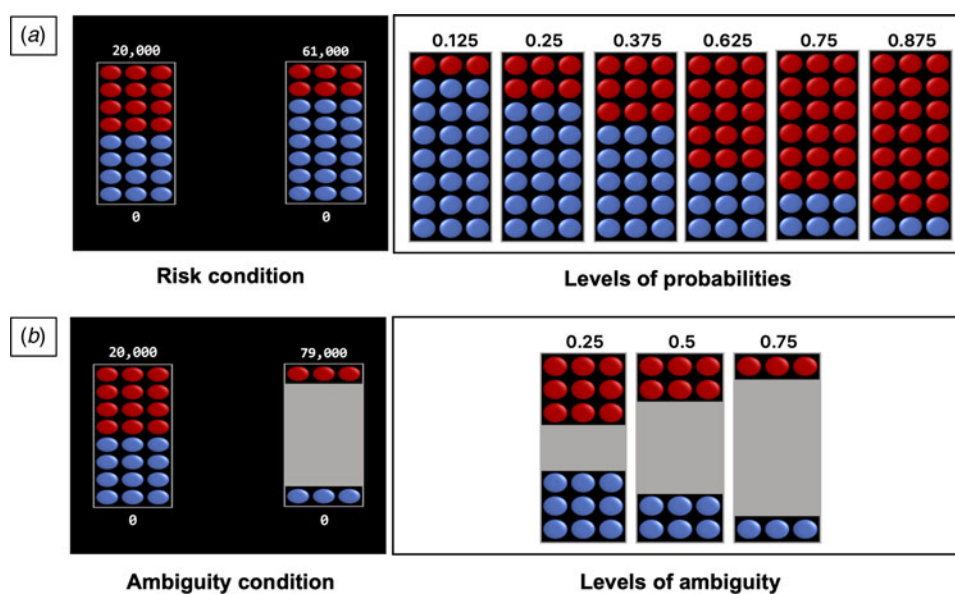 (a)
20,000 61,000
0 0
Risk condition
0.125 0.25 0.375 0.625 0.75 0.875
Levels of probabilities
(b)
20,000 79,000
0 0
Ambiguity condition
0.25 0.5 0.75
Levels of ambiguity